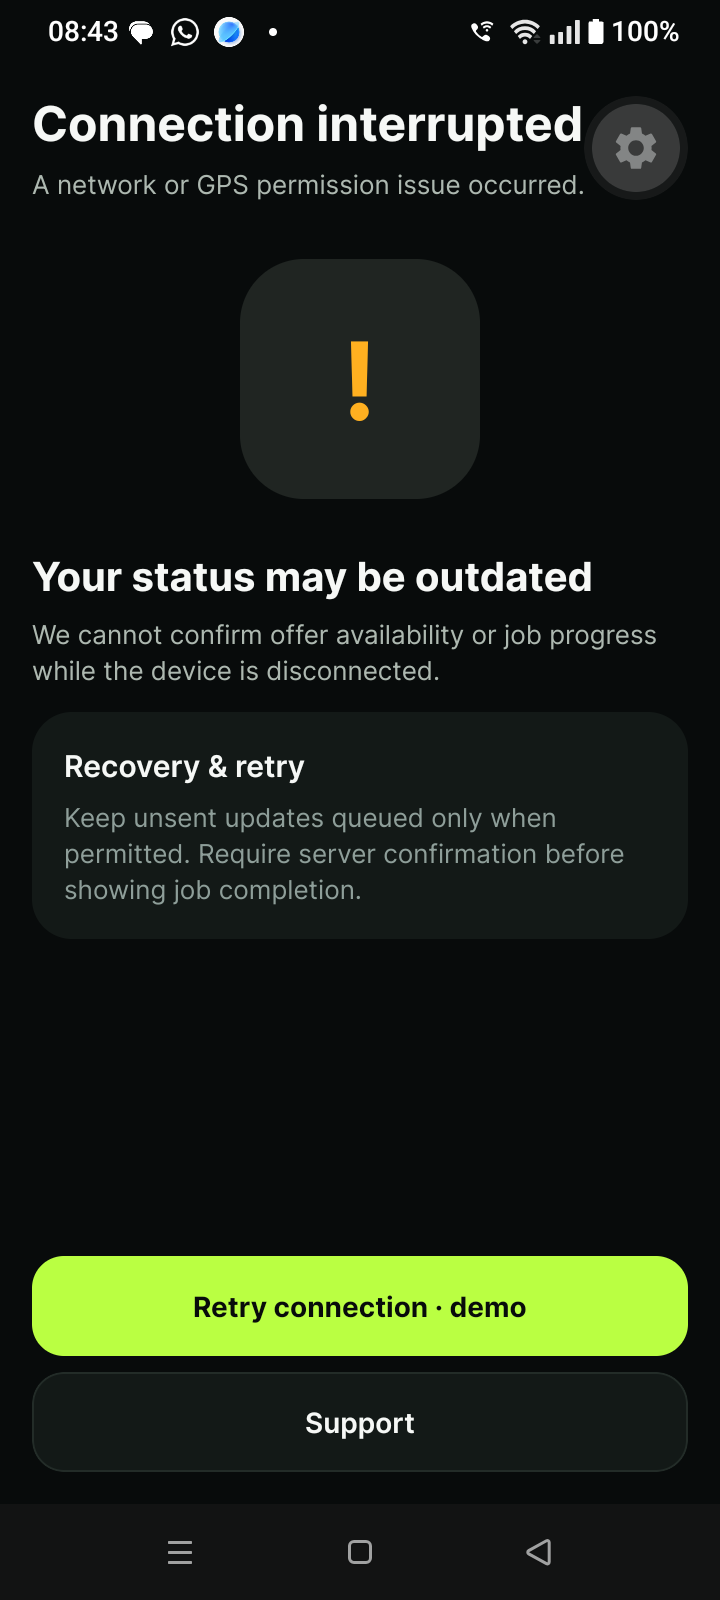 08:43
100%
Connection interrupted
A network or GPS permission issue occurred.
!
Your status may be outdated
We cannot confirm offer availability or job progress
while the device is disconnected.
Recovery & retry
Keep unsent updates queued only when
permitted. Require server confirmation before
showing job completion.
Retry connection · demo
Support